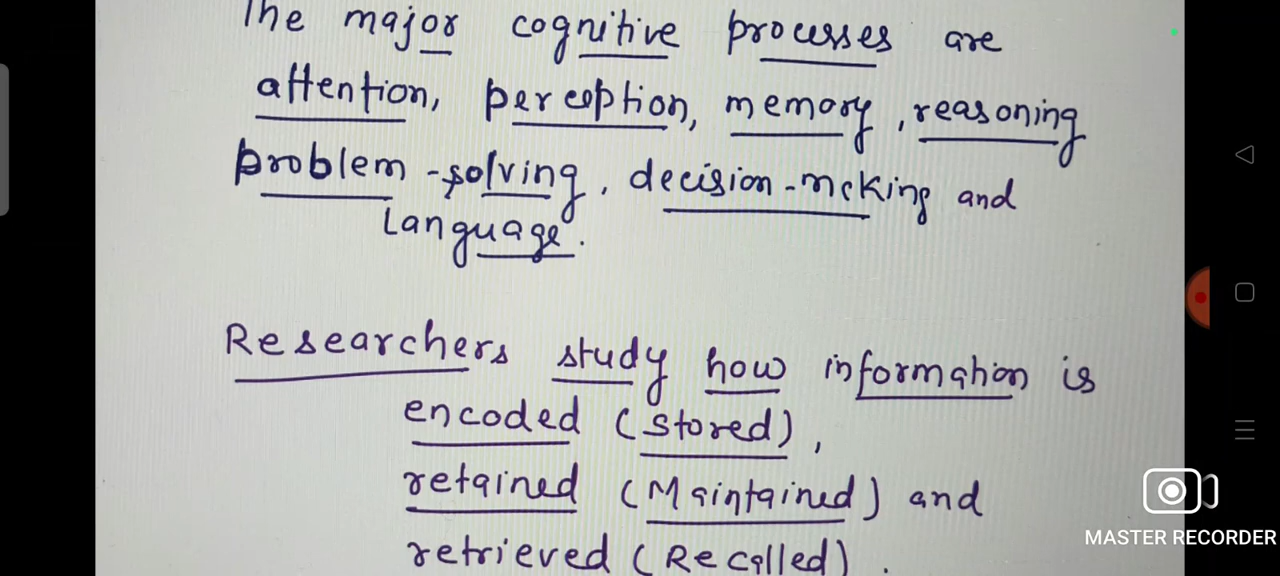 The major cognitive processes are
attention, perception, memory, reasoning
problem-solving, decision-making and
language.
Researchers study how information is
encoded (stored),
retained (Maintained) and
retrieved (Recalled).
MASTER RECORDER